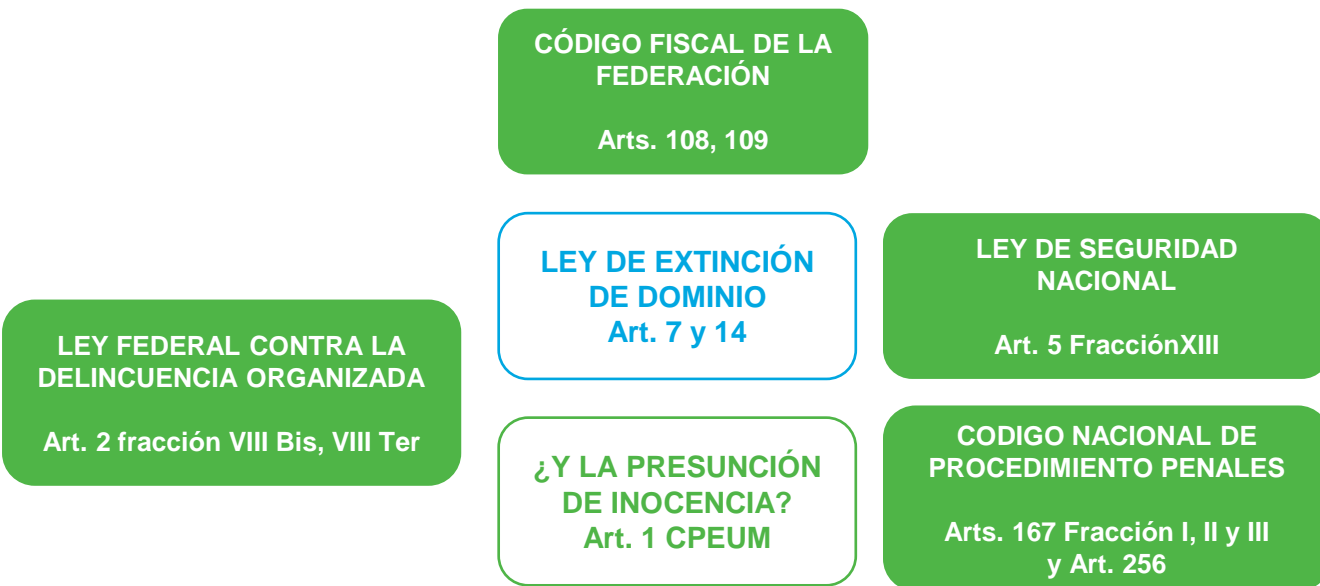 CÓDIGO FISCAL DE LA
FEDERACIÓN
Arts. 108, 109
LEY DE EXTINCIÓN
DE DOMINIO
Art. 7 y 14
LEY DE SEGURIDAD
NACIONAL
Art. 5 FracciónXIII
LEY FEDERAL CONTRA LA
DELINCUENCIA ORGANIZADA
Art. 2 fracción VIII Bis, VIII Ter
¿Y LA PRESUNCIÓN
DE INOCENCIA?
Art. 1 CPEUM
CODIGO NACIONAL DE
PROCEDIMIENTO PENALES
Arts. 167 Fracción I, II y III
y Art. 256